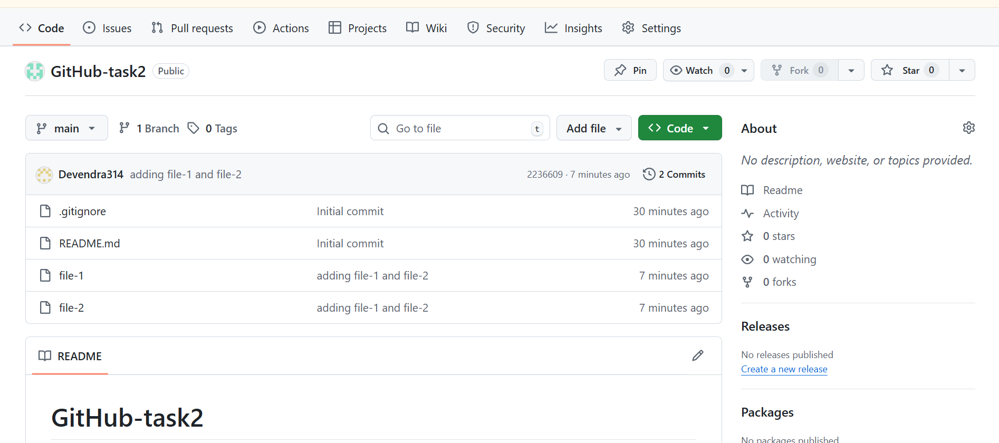 Code Issues Pull requests Actions Projects Wiki Security Insights Settings
GitHub-task2 Public Pin Watch 0 Fork 0 Star 0
main 1 Branch 0 Tags Go to file t Add file Code
Devendra314 adding file-1 and file-2 2236609 · 7 minutes ago 2 Commits
.gitignore Initial commit 30 minutes ago
README.md Initial commit 30 minutes ago
file-1 adding file-1 and file-2 7 minutes ago
file-2 adding file-1 and file-2 7 minutes ago
README
GitHub-task2
About
No description, website, or topics provided.
Readme
Activity
0 stars
0 watching
0 forks
Releases
No releases published
Create a new release
Packages
No packages published